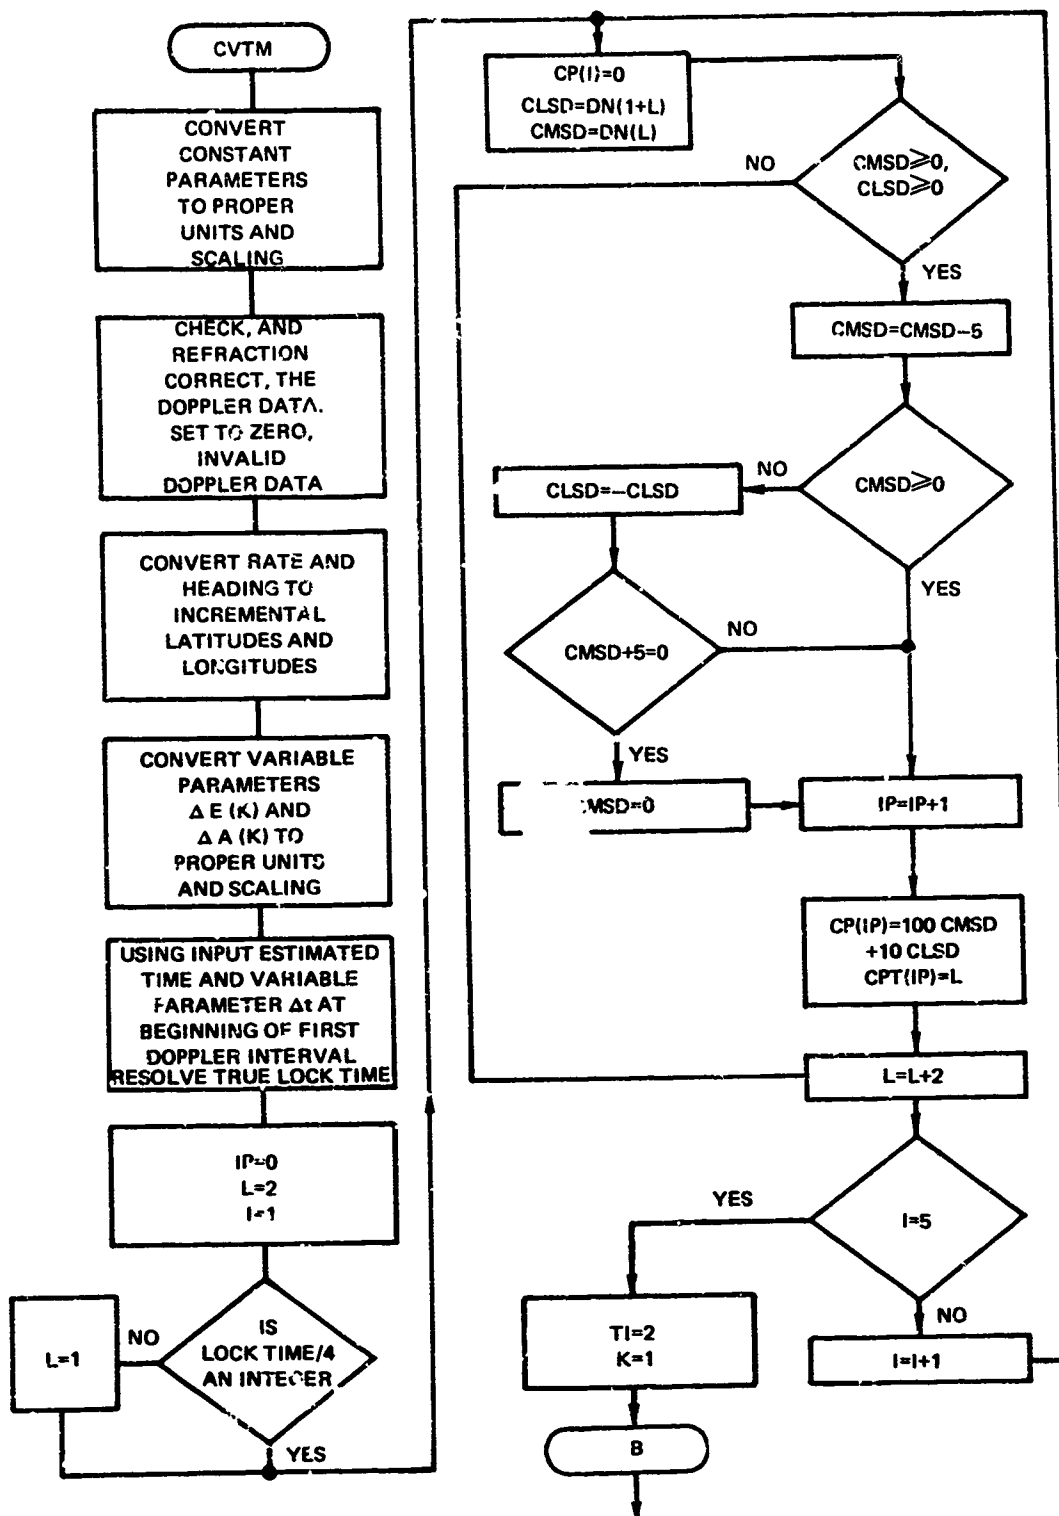 CVTM
CONVERT
CONSTANT
PARAMETERS
TO PROPER
UNITS AND
SCALING
CHECK, AND
REFRACTION
CORRECT, THE
DOPPLER DATA.
SET TO ZERO,
INVALID
DOPPLER DATA
CONVERT RATE AND
HEADING TO
INCREMENTAL
LATITUDES AND
LONGITUDES
CONVERT VARIABLE
PARAMETERS
Δ E (K) AND
Δ A (K) TO
PROPER UNITS
AND SCALING
USING INPUT ESTIMATED
TIME AND VARIABLE
PARAMETER Δt AT
BEGINNING OF FIRST
DOPPLER INTERVAL
RESOLVE TRUE LOCK TIME
IP=0
L=2
I=1
IS
LOCK TIME/4
AN INTEGER
NO
L=1
YES
CP(I)=0
CLSD=DN(1+L)
CMSD=DN(L)
CMSD≥0,
CLSD≥0
NO
YES
CMSD=CMSD-5
CMSD≥0
NO
YES
CLSD=-CLSD
CMSD+5=0
NO
YES
CMSD=0
IP=IP+1
CP(IP)=100 CMSD
+10 CLSD
CPT(IP)=L
L=L+2
I=5
YES
NO
TI=2
K=1
I=I+1
B